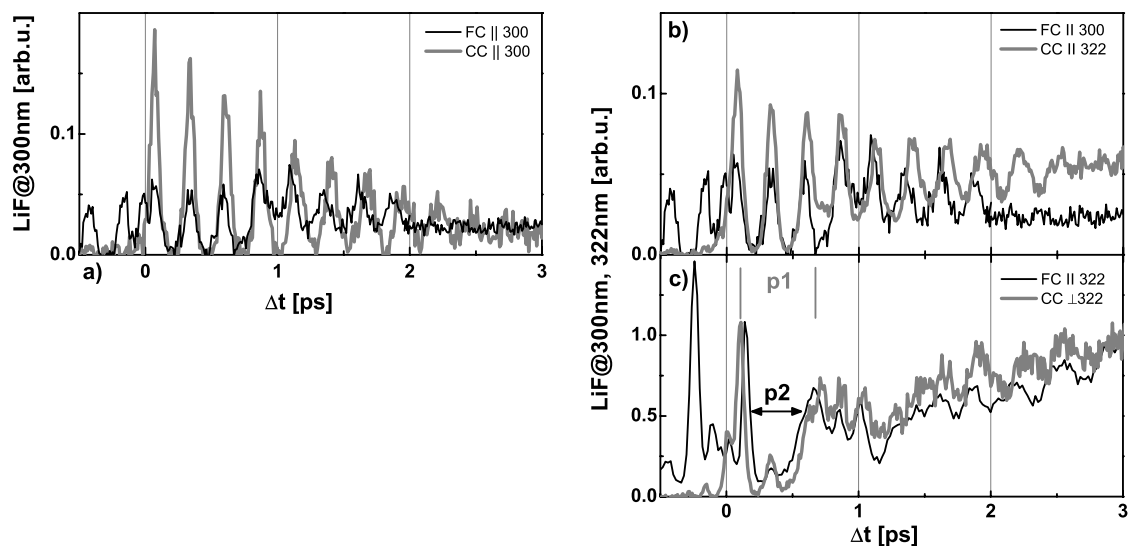 FC || 300
CC || 300
LiF@300nm [arb.u.]
0.1
0.0
a)
0
1
2
3
Δt [ps]
b)
FC II 300
CC II 322
LiF@300nm, 322nm [arb.u.]
0.1
0.0
c)
p1
FC II 322
CC ⊥322
p2
1.0
0.5
0.0
0
1
2
3
Δt [ps]